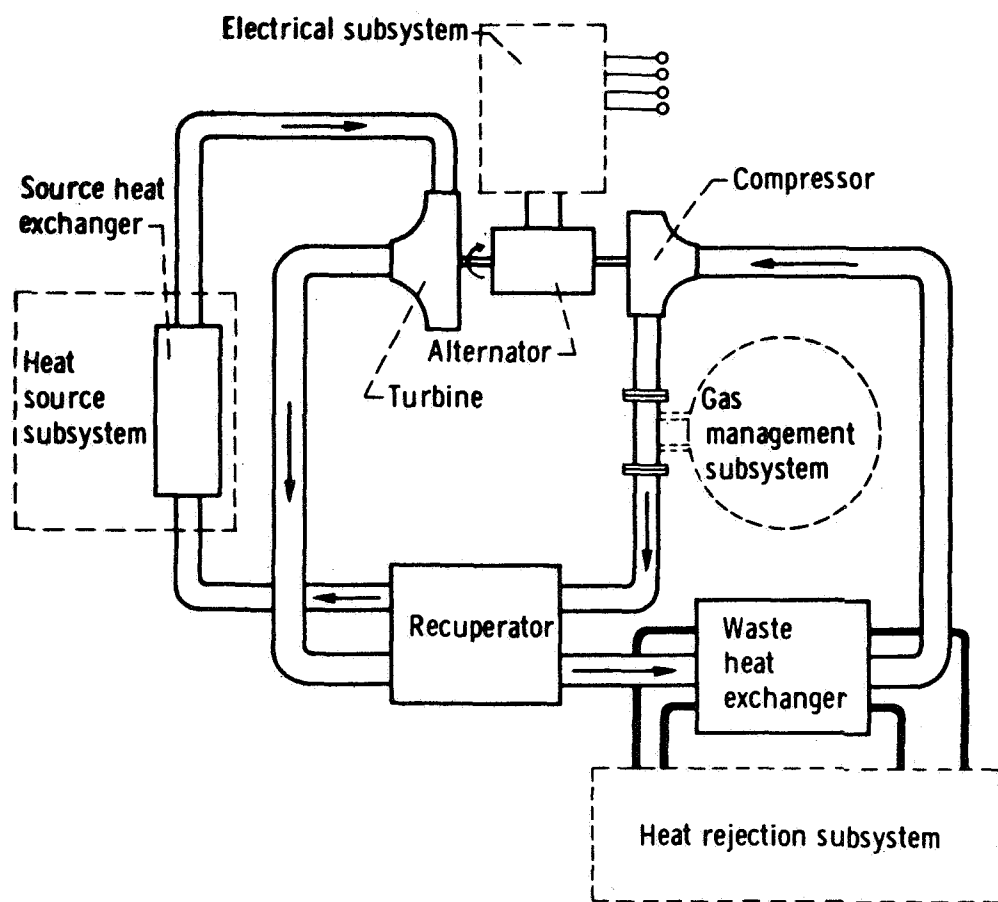 Electrical subsystem
Source heat
exchanger
Compressor
Heat
source
subsystem
Alternator
Turbine
Gas
management
subsystem
Recuperator
Waste
heat
exchanger
Heat rejection subsystem